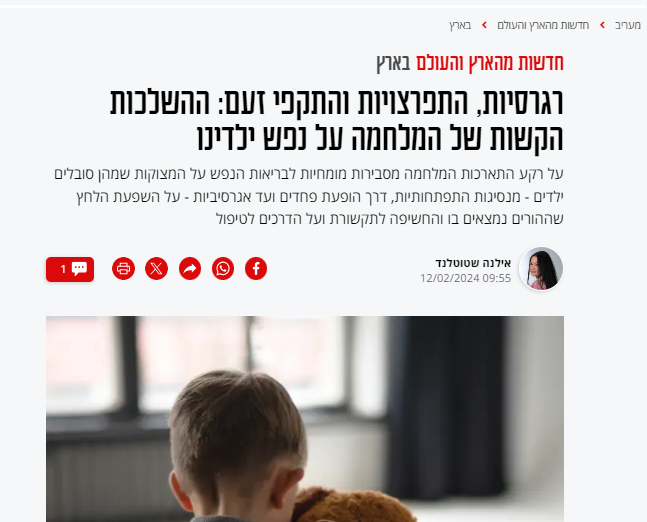 מעריב
חדשות מהארץ והעולם
בארץ
חדשות מהארץ והעולם בארץ
רגרסיות, התפרצויות והתקפי זעם: ההשלכות
הקשות של המלחמה על נפש ילדינו
על רקע התארכות המלחמה מסבירות מומחיות לבריאות הנפש על המצוקות שמהן סובלים
ילדים - מנסיגות התפתחותיות, דרך הופעת פחדים ועד אגרסיביות - על השפעת הלחץ
שההורים נמצאים בו והחשיפה לתקשורת ועל הדרכים לטיפול
אילנה שטוטלנד
12/02/2024 09:55
1